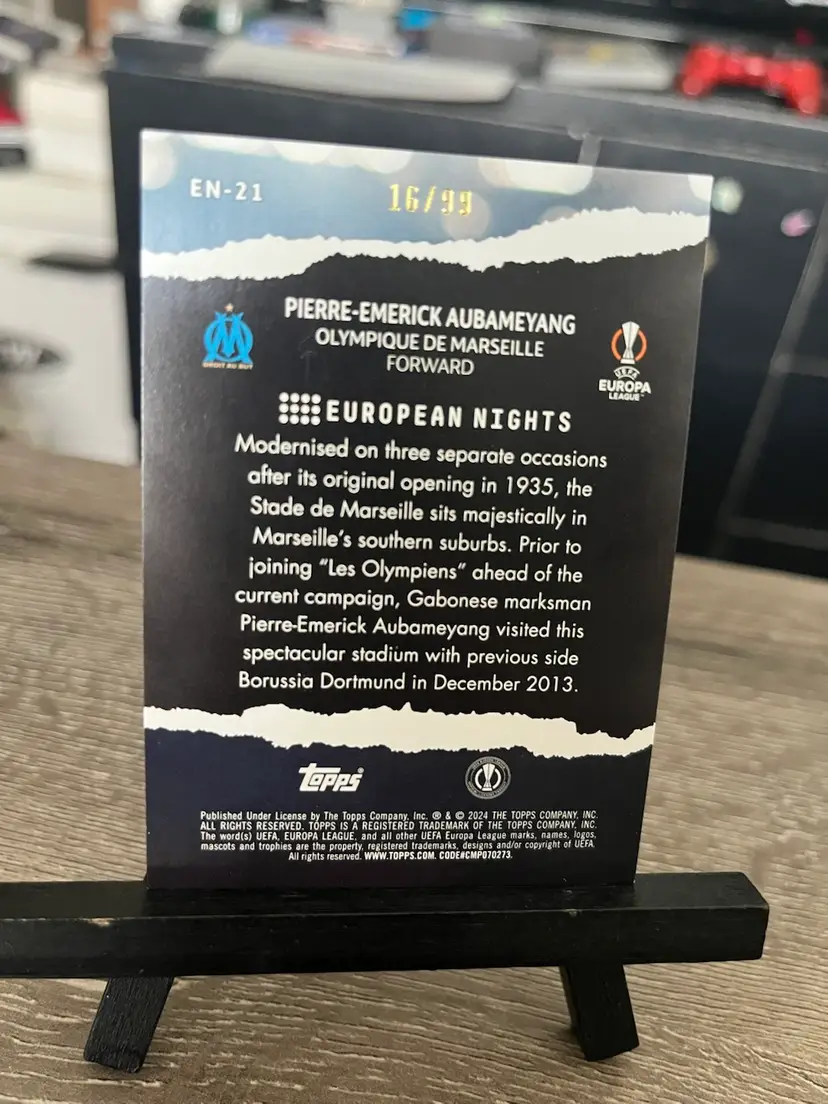 EN-21
16/99
PIERRE-EMERICK AUBAMEYANG
OLYMPIQUE DE MARSEILLE
FORWARD
DROIT AU BUT
UEFA
EUROPA
LEAGUE™
EUROPEAN NIGHTS
Modernised on three separate occasions
after its original opening in 1935, the
Stade de Marseille sits majestically in
Marseille's southern suburbs. Prior to
joining "Les Olympiens" ahead of the
current campaign, Gabonese marksman
Pierre-Emerick Aubameyang visited this
spectacular stadium with previous side
Borussia Dortmund in December 2013.
topps®
Published Under License by The Topps Company, Inc. ® & © 2024 THE TOPPS COMPANY, INC.
ALL RIGHTS RESERVED. TOPPS IS A REGISTERED TRADEMARK OF THE TOPPS COMPANY, INC.
The word(s) UEFA, EUROPA LEAGUE, and all other UEFA Europa League marks, names, logos,
mascots and trophies are the property, registered trademarks, designs and/or copyright of UEFA.
All rights reserved. WWW.TOPPS.COM. CODE#CMP070273.